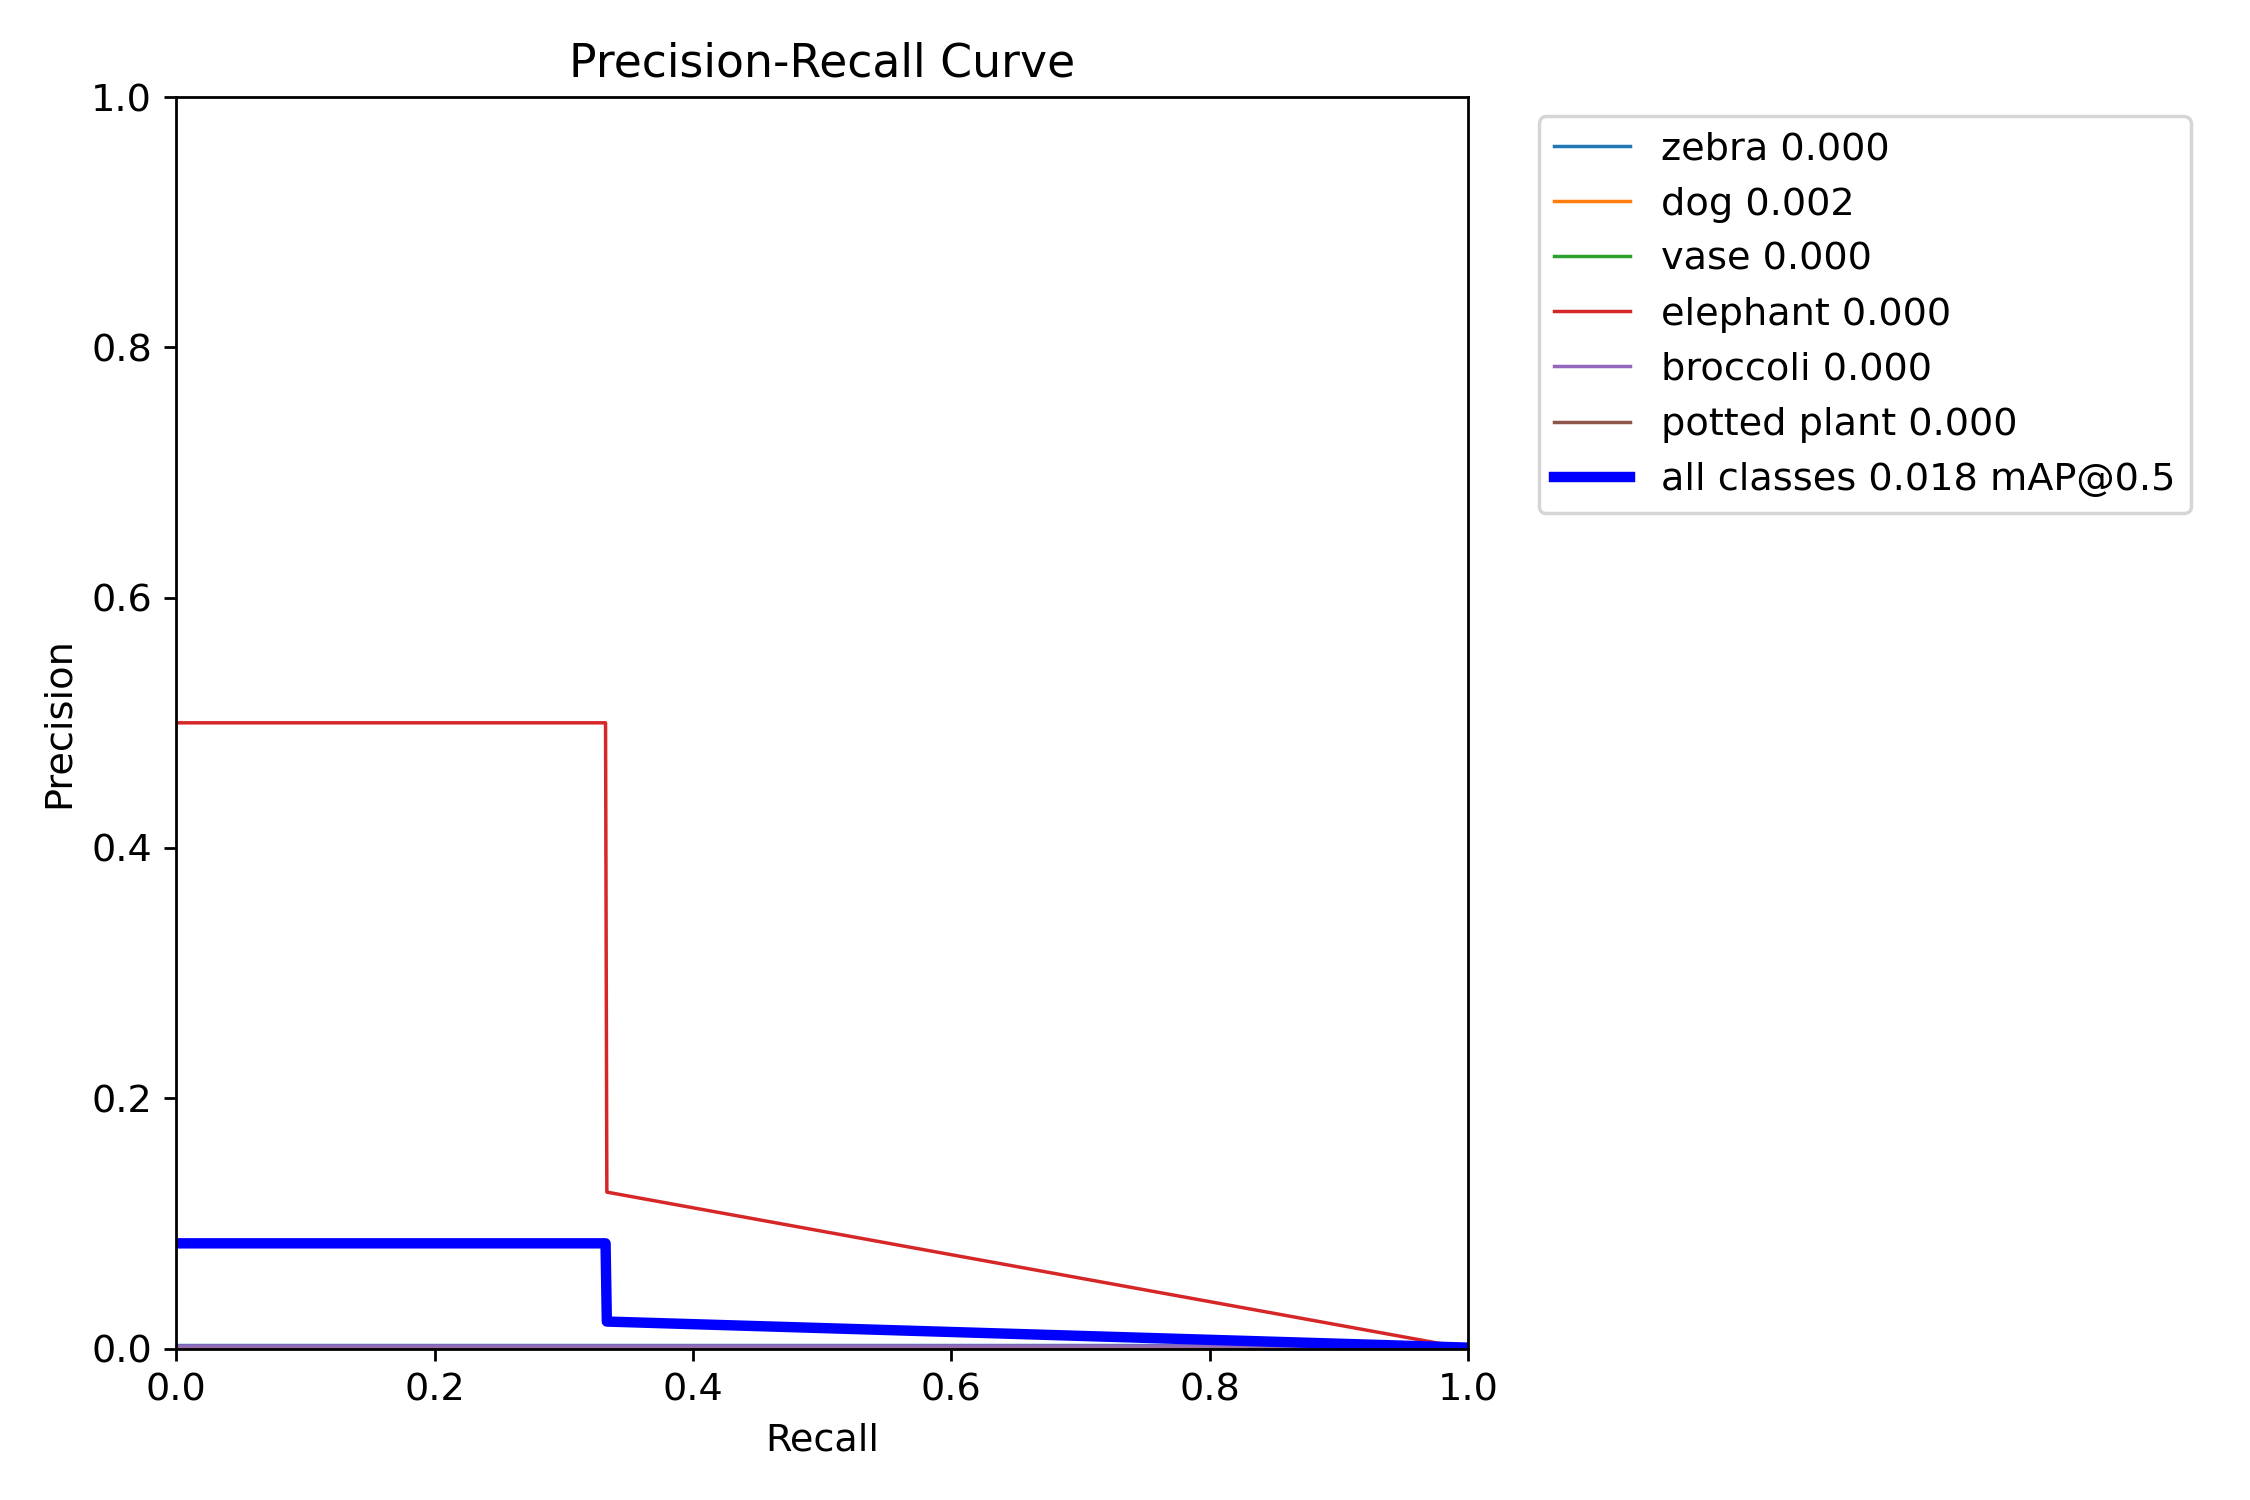 Precision-Recall Curve
1.0
0.8
0.6
0.4
0.2
0.0
Precision
0.0 0.2 0.4 0.6 0.8 1.0
Recall
zebra 0.000
dog 0.002
vase 0.000
elephant 0.000
broccoli 0.000
potted plant 0.000
all classes 0.018 mAP@0.5